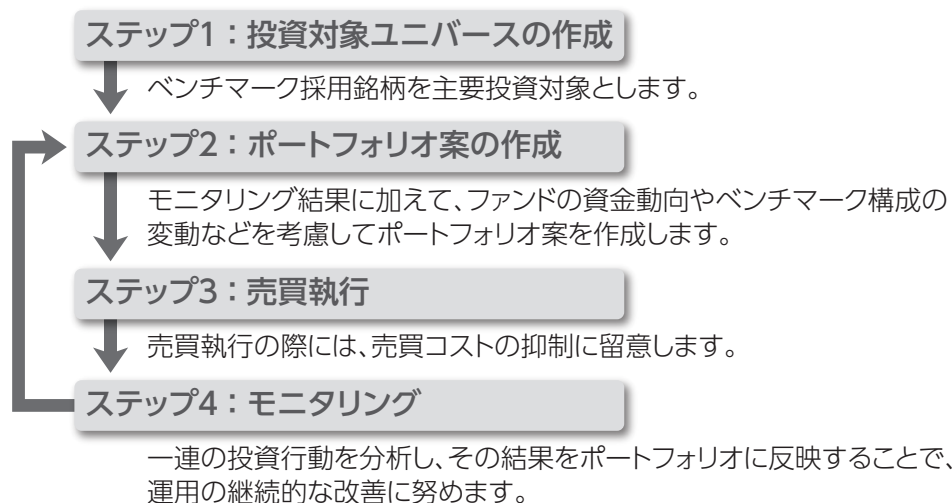 ステップ1：投資対象ユニバースの作成
ベンチマーク採用銘柄を主要投資対象とします。
ステップ2：ポートフォリオ案の作成
モニタリング結果に加えて、ファンドの資金動向やベンチマーク構成の
変動などを考慮してポートフォリオ案を作成します。
ステップ3：売買執行
売買執行の際には、売買コストの抑制に留意します。
ステップ4：モニタリング
一連の投資行動を分析し、その結果をポートフォリオに反映することで、
運用の継続的な改善に努めます。